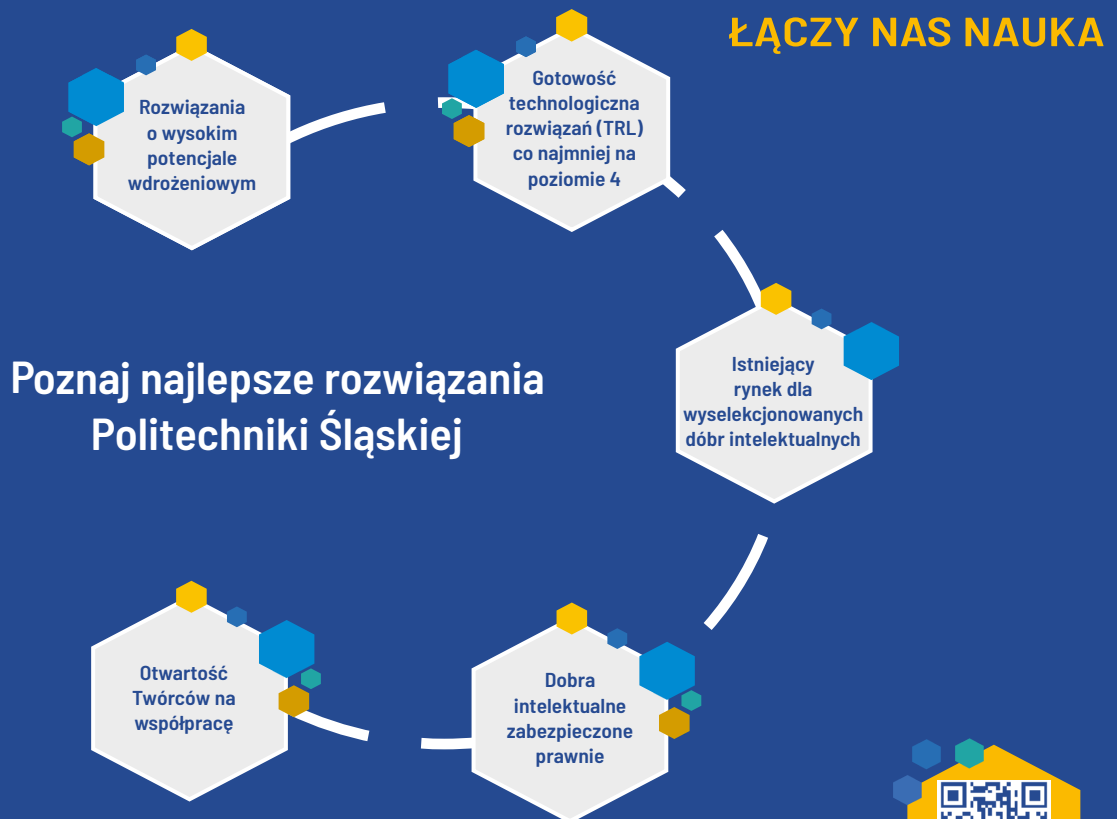 ŁĄCZY NAS NAUKA
Rozwiązania
o wysokim
potencjale
wdrożeniowym
Gotowość
technologiczna
rozwiązań (TRL)
co najmniej na
poziomie 4
Istniejący
rynek dla
wyselekcjonowanych
dóbr intelektualnych
Poznaj najlepsze rozwiązania
Politechniki Śląskiej
Otwartość
Twórców na
współpracę
Dobra
intelektualne
zabezpieczone
prawnie